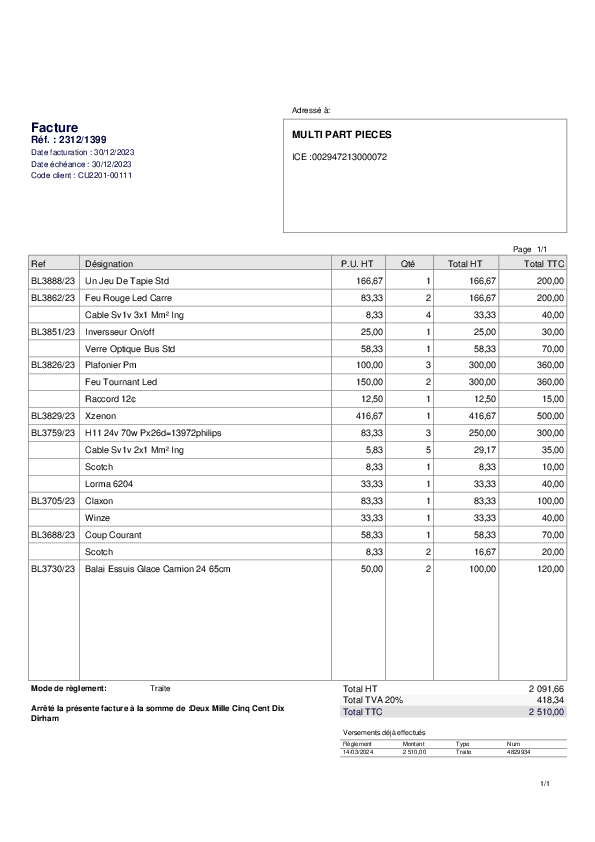 Adressé à:
Facture
Réf. : 2312/1399
Date facturation : 30/12/2023
Date échéance : 30/12/2023
Code client : CU2201-00111
MULTI PART PIECES
ICE :002947213000072
Page 1/1
Ref Désignation P.U. HT Qté Total HT Total TTC
BL3888/23 Un Jeu De Tapie Std 166,67 1 166,67 200,00
BL3862/23 Feu Rouge Led Carre 83,33 2 166,67 200,00
Cable Sv1v 3x1 Mm² Ing 8,33 4 33,33 40,00
BL3851/23 Inversseur On/off 25,00 1 25,00 30,00
Verre Optique Bus Std 58,33 1 58,33 70,00
BL3826/23 Plafonier Pm 100,00 3 300,00 360,00
Feu Tournant Led 150,00 2 300,00 360,00
Raccord 12¢ 12,50 1 12,50 15,00
BL3829/23 Xzenon 416,67 1 416,67 500,00
BL3759/23 H11 24v 70w Px26d=13972philips 83,33 3 250,00 300,00
Cable Sv1v 2x1 Mm² Ing 5,83 5 29,17 35,00
Scotch 8,33 1 8,33 10,00
Lorma 6204 33,33 1 33,33 40,00
BL3705/23 Claxon 83,33 1 83,33 100,00
Winze 33,33 1 33,33 40,00
BL3688/23 Coup Courant 58,33 1 58,33 70,00
Scotch 8,33 2 16,67 20,00
BL3730/23 Balai Essuis Glace Camion 24 65cm 50,00 2 100,00 120,00
Mode de règlement: Traite
Arrêté la présente facture à la somme de :Deux Mille Cinq Cent Dix
Dirham
Total HT 2 091,66
Total TVA 20% 418,34
Total TTC 2 510,00
Versements déjà effectués
Règlement Montant Type Num
14/03/2024 2 510,00 Traite 4829934
1/1